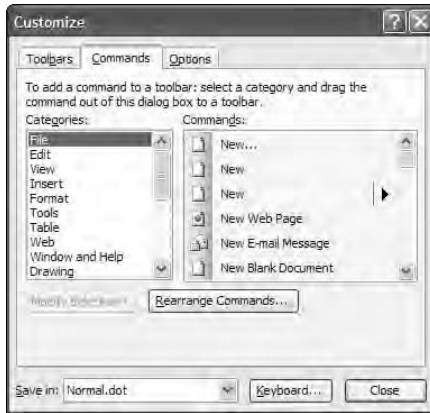 Customize
Toolbars Commands Options
To add a command to a toolbar: select a category and drag the
command out of this dialog box to a toolbar.
Categories: Commands:
File
Edit
View
Insert
Format
Tools
Table
Web
Window and Help
Drawing
New...
New
New
New Web Page
New E-mail Message
New Blank Document
Modify Selection
Rearrange Commands...
Save in: Normal.dot Keyboard... Close